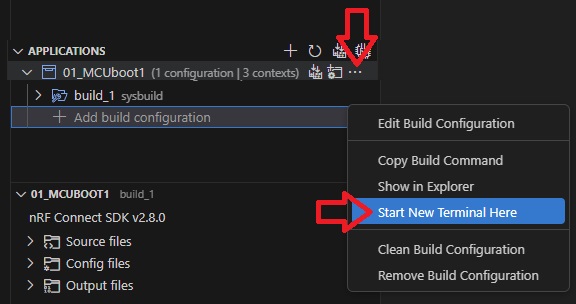 APPLICATIONS
01_MCUboot1 (1 configuration | 3 contexts)
build_1 sysbuild
Add build configuration
Edit Build Configuration
Copy Build Command
Show in Explorer
Start New Terminal Here
Clean Build Configuration
Remove Build Configuration
01_MCUBOOT1 build_1
nRF Connect SDK v2.8.0
Source files
Config files
Output files